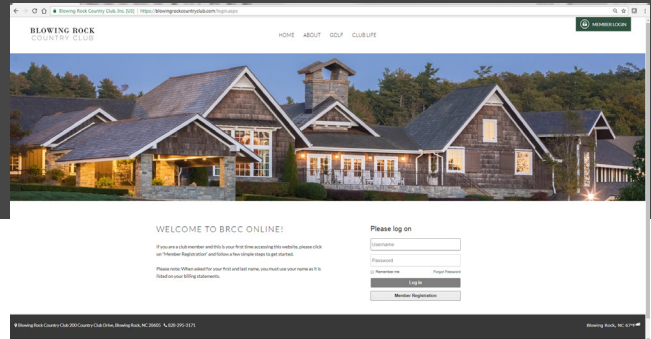 Blowing Rock Country Club, Inc. [US] | https://blowingrockcountryclub.com/login.aspx
MEMBER LOGIN
BLOWING ROCK
COUNTRY CLUB
HOME ABOUT GOLF CLUB LIFE
WELCOME TO BRCC ONLINE!
If you are a club member and this is your first time accessing this website, please click
on "Member Registration" and follow a few simple steps to get started.
Please note: When asked for your first and last name, you must use your name as it is
listed on your billing statements.
Please log on
Username
Password
Remember me Forgot Password
Log In
Member Registration
Blowing Rock Country Club 200 Country Club Drive, Blowing Rock, NC 28605 828-295-3171
Blowing Rock, NC 67°F